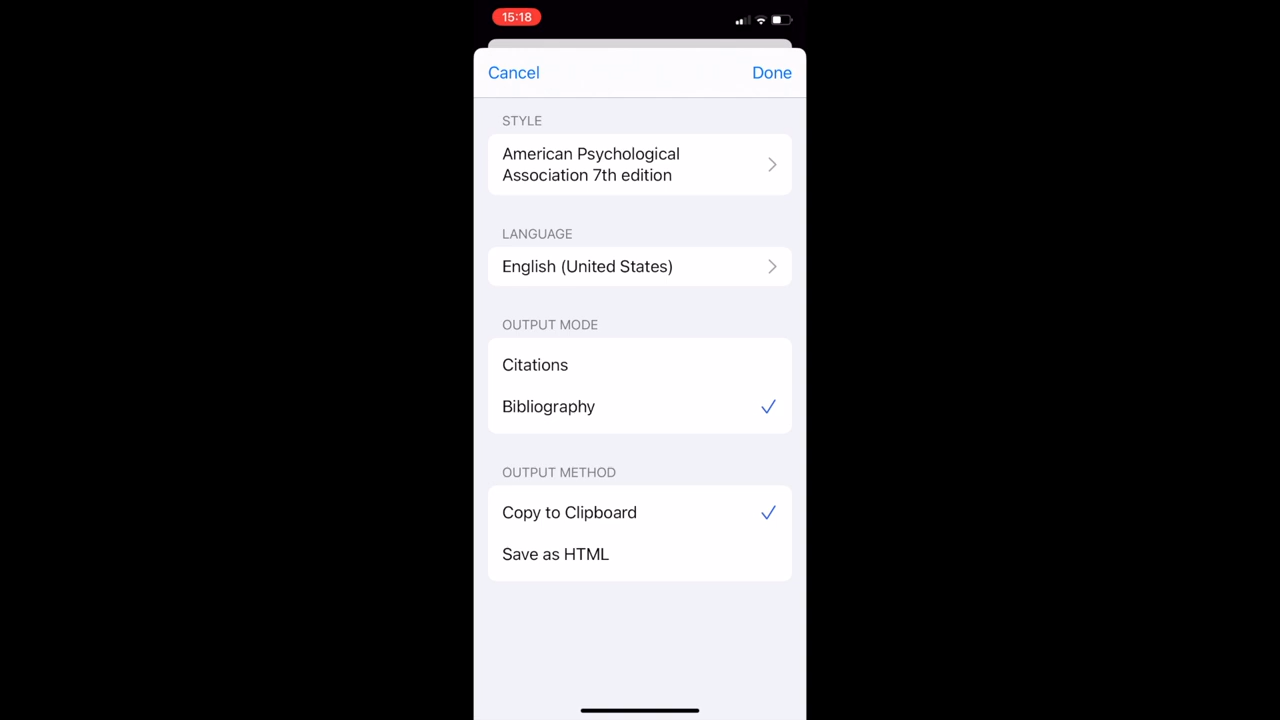 15:18
Cancel
Done
STYLE
American Psychological
Association 7th edition
LANGUAGE
English (United States)
OUTPUT MODE
Citations
Bibliography
OUTPUT METHOD
Copy to Clipboard
Save as HTML